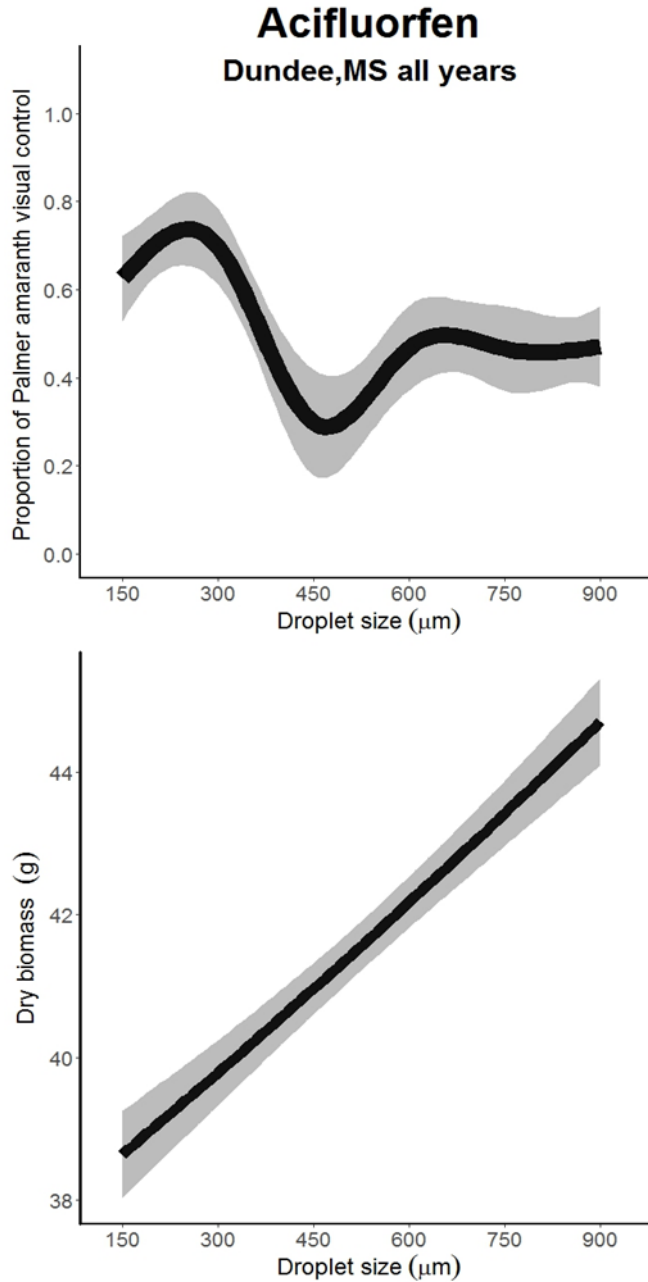 Acifluorfen
Dundee,MS all years
Proportion of Palmer amaranth visual control
1.0
0.8
0.6
0.4
0.2
0.0
150 300 450 600 750 900
Droplet size (μm)
Dry biomass (g)
44
42
40
38
150 300 450 600 750 900
Droplet size (μm)